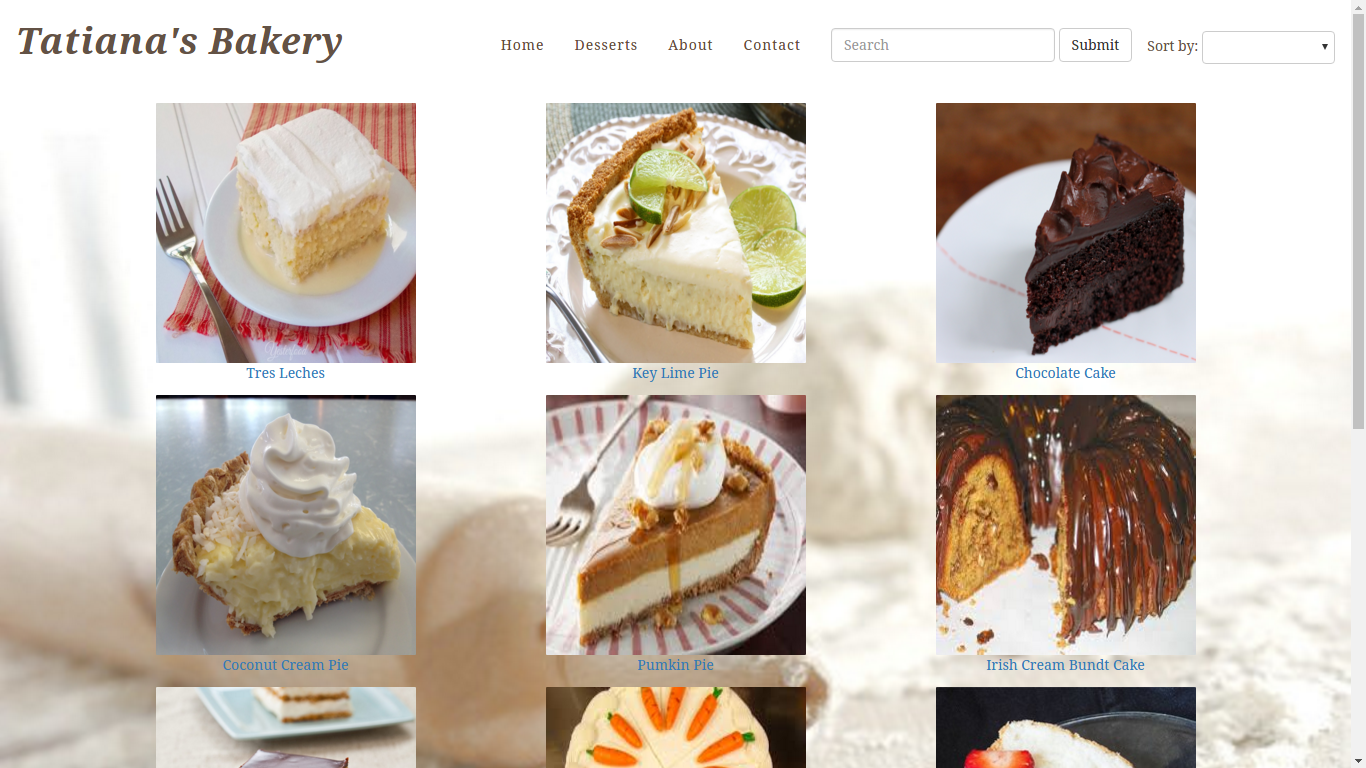 Tatiana's Bakery
Home
Desserts
About
Contact
Search
Submit
Sort by:
Tres Leches
Key Lime Pie
Chocolate Cake
Coconut Cream Pie
Pumkin Pie
Irish Cream Bundt Cake